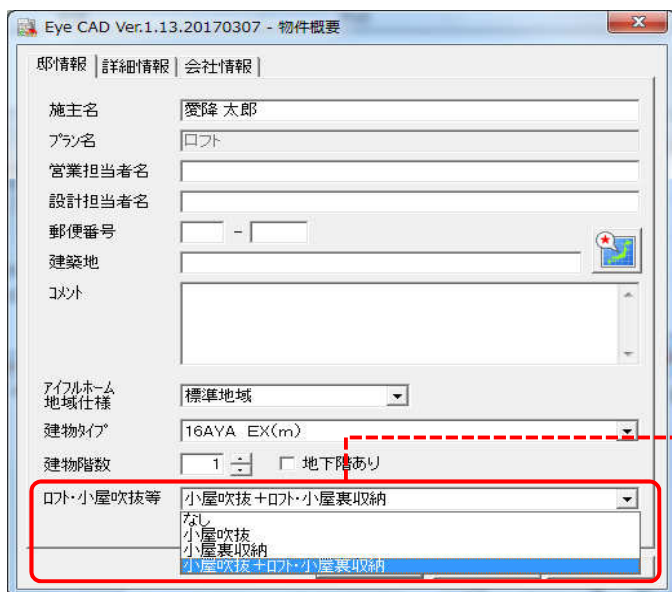 Eye CAD Ver.1.13.20170307 - 物件概要
邸情報
詳細情報
会社情報
施主名
愛降 太郎
プラン名
ロフト
営業担当者名
設計担当者名
郵便番号
-
建築地
コメント
アイフルホーム
地域仕様
標準地域
建物タイプ
16AYA EX(m)
建物階数
1
地下階あり
ロフト・小屋吹抜等
小屋吹抜+ロフト・小屋裏収納
なし
小屋吹抜
小屋裏収納
小屋吹抜+ロフト・小屋裏収納